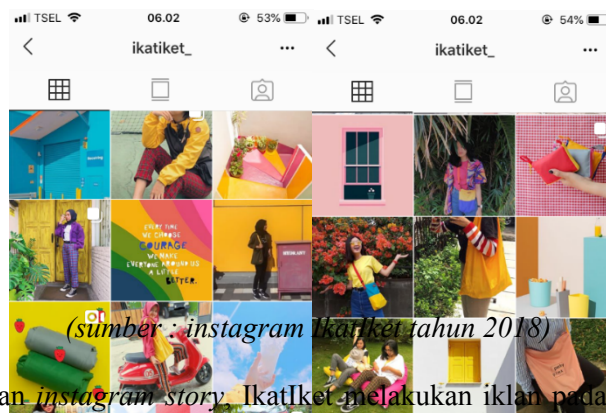 TSEL 06.02 53% TSEL 06.02 54%
ikatiket_ ikatiket_
EVERY TIME
WE CHOOSE
COURAGE
WE MAKE
EVERYONE AROUND US
A LITTLE
BETTER.
(sumber : instagram IkatIket tahun 2018)
an instagram story, IkatIket melakukan iklan pada